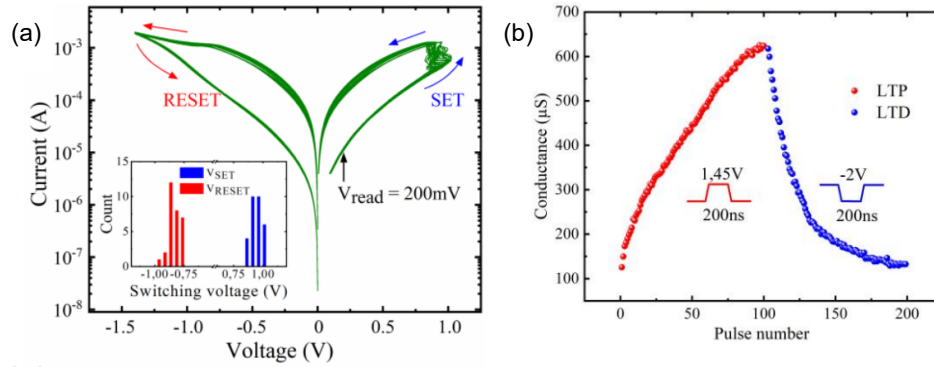 (a)
10⁻²
10⁻³
10⁻⁴
10⁻⁵
10⁻⁶
10⁻⁷
10⁻⁸
Current (A)
RESET
SET
V_read = 200mV
15
10
5
0
Count
V_SET
V_RESET
-1,00 -0,75 0,75 1,00
Switching voltage (V)
-1.5 -1.0 -0.5 0 0.5 1.0
Voltage (V)
(b)
700
600
500
400
300
200
100
Conductance (µS)
LTP
LTD
1,45V
200ns
-2V
200ns
0 50 100 150 200
Pulse number